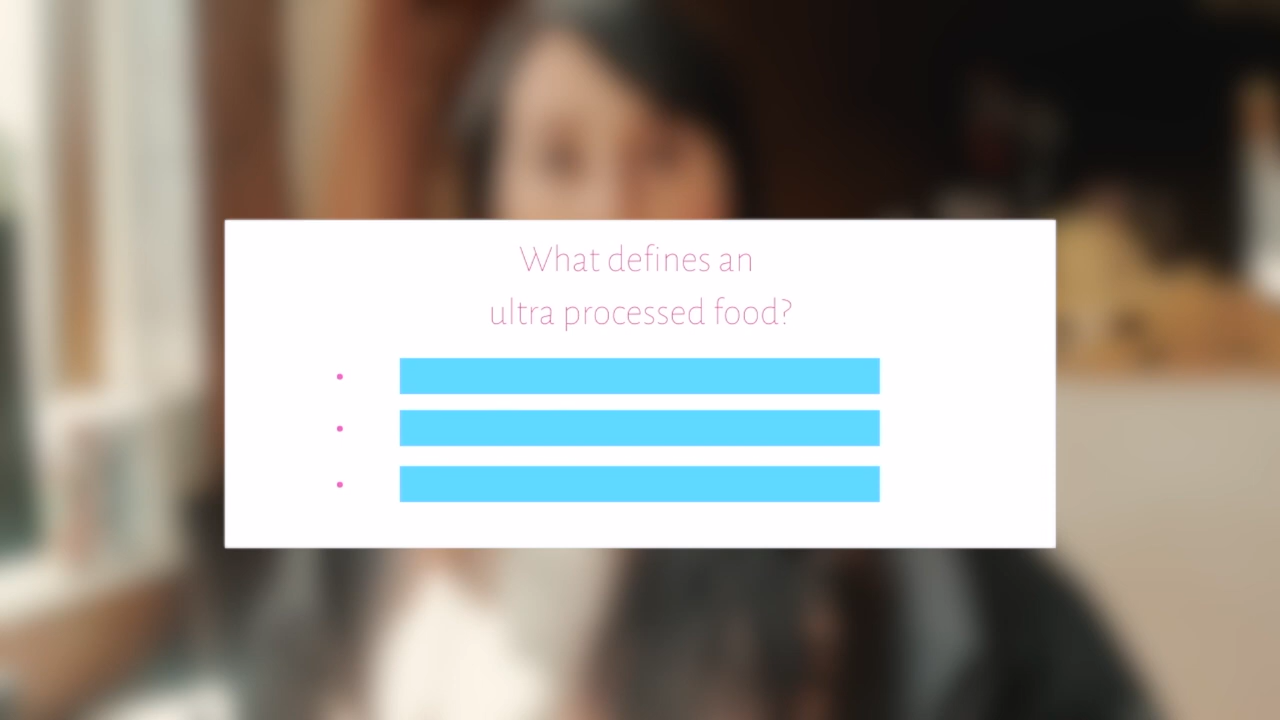 What defines an
ultra processed food?